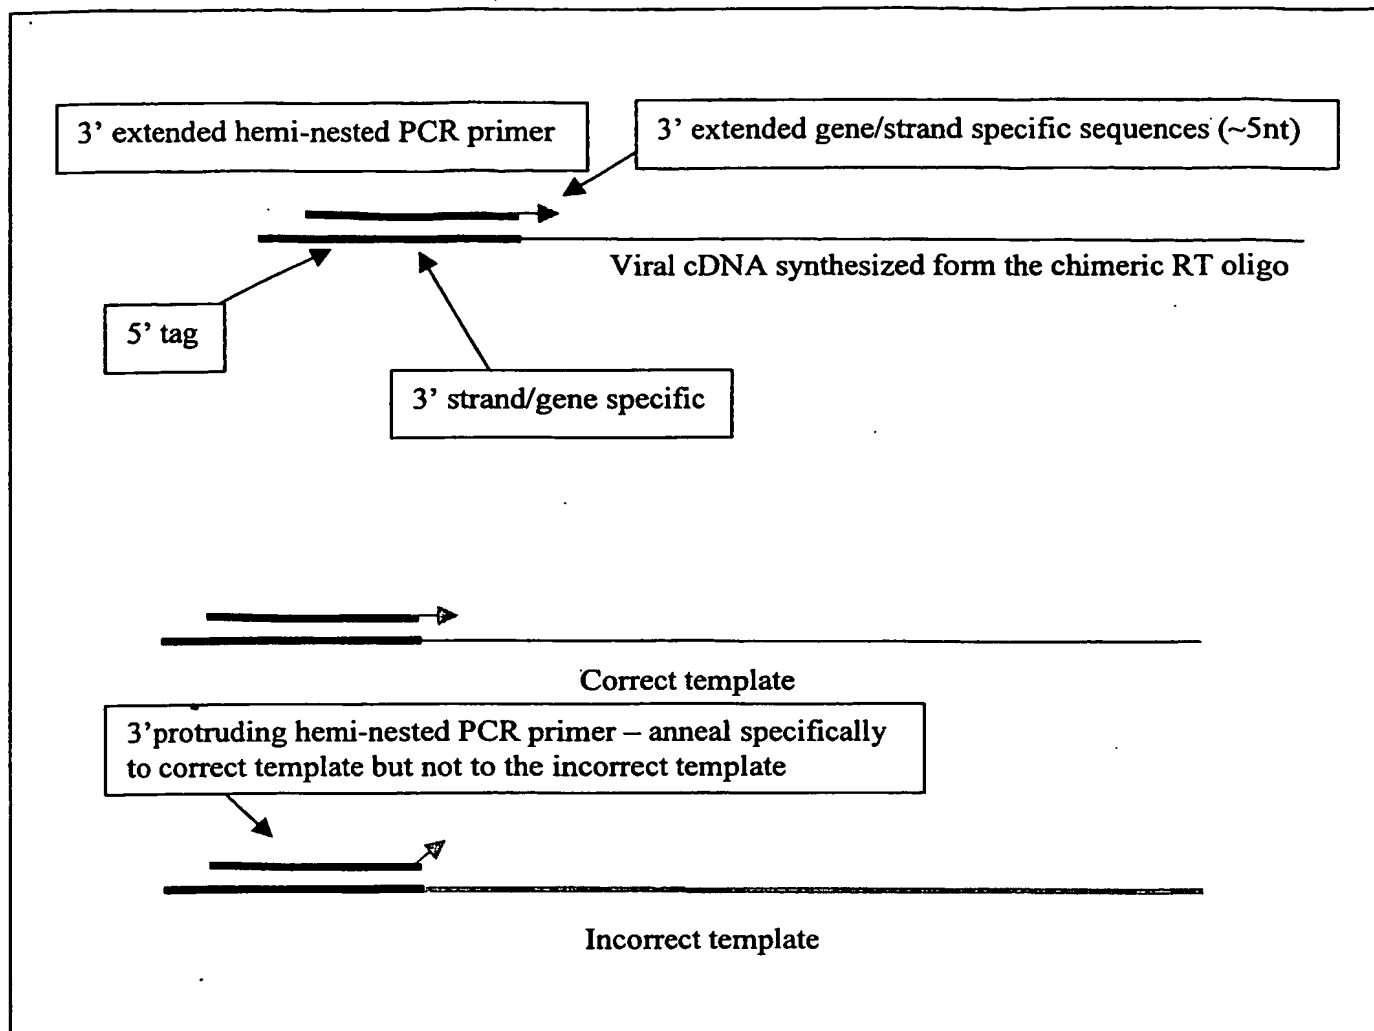 3’ extended hemi-nested PCR primer
3’ extended gene/strand specific sequences (~5nt)
Viral cDNA synthesized form the chimeric RT oligo
5’ tag
3’ strand/gene specific
Correct template
3’protruding hemi-nested PCR primer – anneal specifically
to correct template but not to the incorrect template
Incorrect template